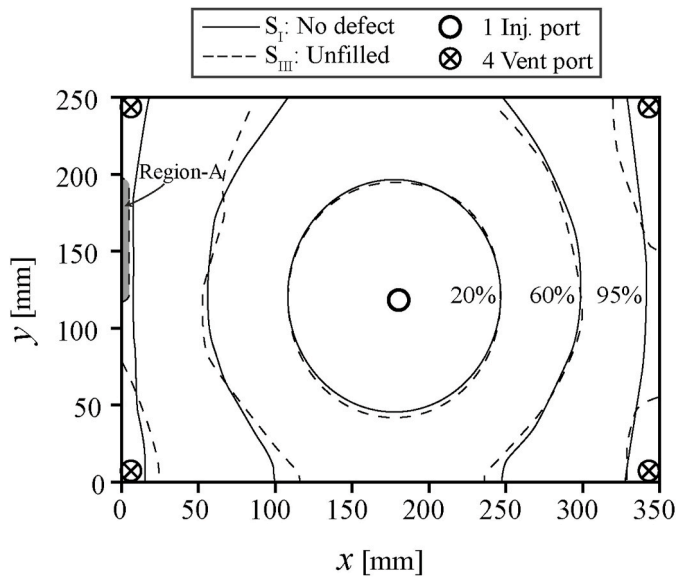 S_I: No defect
1 Inj. port
S_III: Unfilled
4 Vent port
250
200
150
100
50
0
Region-A
20%
60%
95%
0
50
100
150
200
250
300
350
y [mm]
x [mm]